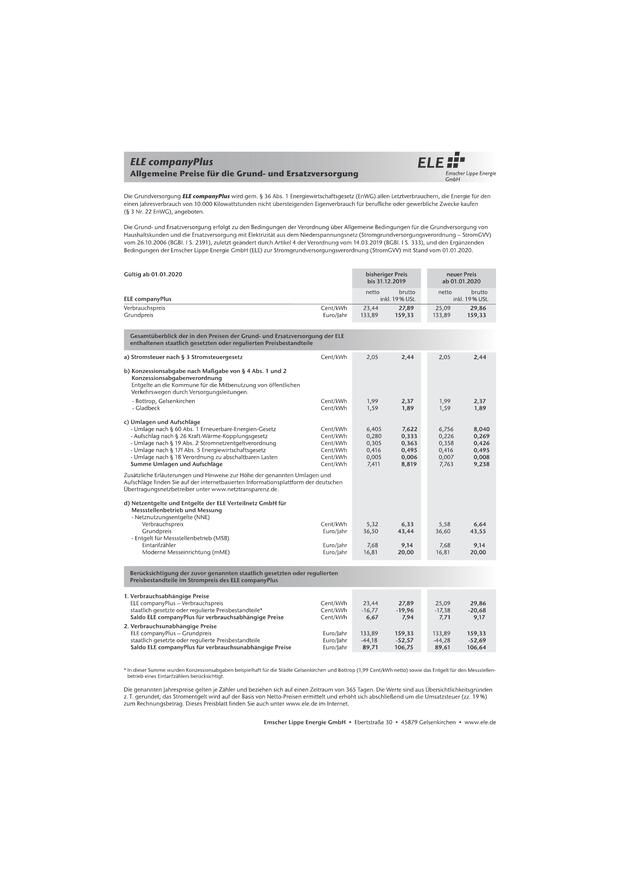 ELE companyPlus
Allgemeine Preise für die Grund- und Ersatzversorgung
ELE
Emscher Lippe Energie
GmbH
Die Grundversorgung ELE companyPlus wird gem. § 36 Abs. 1 Energiewirtschaftsgesetz (EnWG) allen Letztverbrauchern, die Energie für den
einen Jahresverbrauch von 10.000 Kilowattstunden nicht übersteigenden Eigenverbrauch für berufliche oder gewerbliche Zwecke kaufen
(§ 3 Nr. 22 EnWG), angeboten.
Die Grund- und Ersatzversorgung erfolgt zu den Bedingungen der Verordnung über Allgemeine Bedingungen für die Grundversorgung von
Haushaltskunden und die Ersatzversorgung mit Elektrizität aus dem Niederspannungsnetz (Stromgrundversorgungsverordnung – StromGVV)
vom 26.10.2006 (BGBl. I S. 2391), zuletzt geändert durch Artikel 4 der Verordnung vom 14.03.2019 (BGBl. I S. 333), und den Ergänzenden
Bedingungen der Emscher Lippe Energie GmbH (ELE) zur Stromgrundversorgungsverordnung (StromGVV) mit Stand vom 01.01.2020.
Gültig ab 01.01.2020 bisheriger Preis neuer Preis
bis 31.12.2019 ab 01.01.2020
netto brutto netto brutto
ELE companyPlus inkl. 19 % USt. inkl. 19 % USt.
Verbrauchspreis Cent/kWh 23,44 27,89 25,09 29,86
Grundpreis Euro/Jahr 133,89 159,33 133,89 159,33
Gesamtüberblick der in den Preisen der Grund- und Ersatzversorgung der ELE
enthaltenen staatlich gesetzten oder regulierten Preisbestandteile
a) Stromsteuer nach § 3 Stromsteuergesetz Cent/kWh 2,05 2,44 2,05 2,44
b) Konzessionsabgabe nach Maßgabe von § 4 Abs. 1 und 2
Konzessionsabgabenverordnung
Entgelte an die Kommune für die Mitbenutzung von öffentlichen
Verkehrswegen durch Versorgungsleitungen.
- Bottrop, Gelsenkirchen Cent/kWh 1,99 2,37 1,99 2,37
- Gladbeck Cent/kWh 1,59 1,89 1,59 1,89
c) Umlagen und Aufschläge
- Umlage nach § 60 Abs. 1 Erneuerbare-Energien-Gesetz Cent/kWh 6,405 7,622 6,756 8,040
- Aufschlag nach § 26 Kraft-Wärme-Kopplungsgesetz Cent/kWh 0,280 0,333 0,226 0,269
- Umlage nach § 19 Abs. 2 Stromnetzentgeltverordnung Cent/kWh 0,305 0,363 0,358 0,426
- Umlage nach § 17f Abs. 5 Energiewirtschaftsgesetz Cent/kWh 0,416 0,495 0,416 0,495
- Umlage nach § 18 Verordnung zu abschaltbaren Lasten Cent/kWh 0,005 0,006 0,007 0,008
Summe Umlagen und Aufschläge Cent/kWh 7,411 8,819 7,763 9,238
Zusätzliche Erläuterungen und Hinweise zur Höhe der genannten Umlagen und
Aufschläge finden Sie auf der internetbasierten Informationsplattform der deutschen
Übertragungsnetzbetreiber unter www.netztransparenz.de.
d) Netzentgelte und Entgelte der ELE Verteilnetz GmbH für
Messstellenbetrieb und Messung
- Netznutzungsentgelte (NNE)
Verbrauchspreis Cent/kWh 5,32 6,33 5,58 6,64
Grundpreis Euro/Jahr 36,50 43,44 36,60 43,55
- Entgelt für Messstellenbetrieb (MSB)
Eintarifzähler Euro/Jahr 7,68 9,14 7,68 9,14
Moderne Messeinrichtung (mME) Euro/Jahr 16,81 20,00 16,81 20,00
Berücksichtigung der zuvor genannten staatlich gesetzten oder regulierten
Preisbestandteile im Strompreis des ELE companyPlus
1. Verbrauchsabhängige Preise
ELE companyPlus – Verbrauchspreis Cent/kWh 23,44 27,89 25,09 29,86
staatlich gesetzte oder regulierte Preisbestandteile* Cent/kWh -16,77 -19,96 -17,38 -20,68
Saldo ELE companyPlus für verbrauchsabhängige Preise Cent/kWh 6,67 7,94 7,71 9,17
2. Verbrauchsunabhängige Preise
ELE companyPlus – Grundpreis Euro/Jahr 133,89 159,33 133,89 159,33
staatlich gesetzte oder regulierte Preisbestandteile Euro/Jahr -44,18 -52,57 -44,28 -52,69
Saldo ELE companyPlus für verbrauchsunabhängige Preise Euro/Jahr 89,71 106,75 89,61 106,64
* In dieser Summe wurden Konzessionsabgaben beispielhaft für die Städte Gelsenkirchen und Bottrop (1,99 Cent/kWh netto) sowie das Entgelt für den Messstellen-
betrieb eines Eintarifzählers berücksichtigt.
Die genannten Jahrespreise gelten je Zähler und beziehen sich auf einen Zeitraum von 365 Tagen. Die Werte sind aus Übersichtlichkeitsgründen
z. T. gerundet, das Stromentgelt wird auf der Basis von Netto-Preisen ermittelt und erhöht sich abschließend um die Umsatzsteuer (zz. 19 %)
zum Rechnungsbetrag. Dieses Preisblatt finden Sie auch unter www.ele.de im Internet.
Emscher Lippe Energie GmbH • Ebertstraße 30 • 45879 Gelsenkirchen • www.ele.de